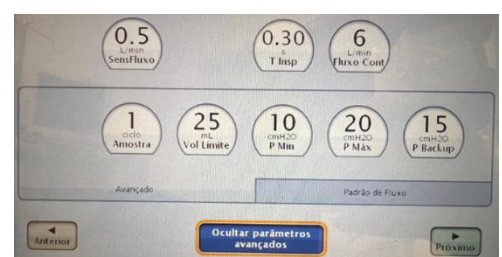 0.5
L/min
SensFluxo
0.30
s
T Insp
6
L/min
Fluxo Cont
1
ciclo
Amostra
25
mL
Vol Limite
10
cmH2O
P Min
20
cmH2O
P Máx
15
cmH2O
P Backup
Avançado
Padrão de Fluxo
Anterior
Ocultar parâmetros
avançados
Próximo